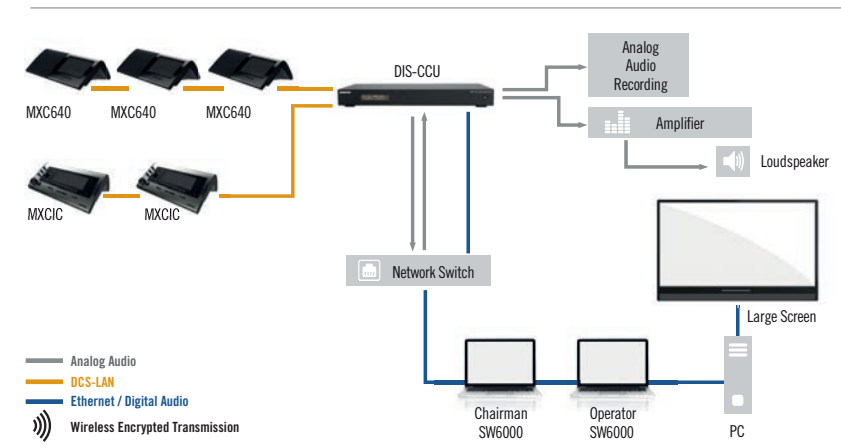 DIS-CCU
Analog
Audio
Recording
MXC640
MXC640
MXC640
Amplifier
Loudspeaker
MXCIC
MXCIC
Network Switch
Large Screen
Analog Audio
DCS-LAN
Ethernet / Digital Audio
Wireless Encrypted Transmission
Chairman
SW6000
Operator
SW6000
PC